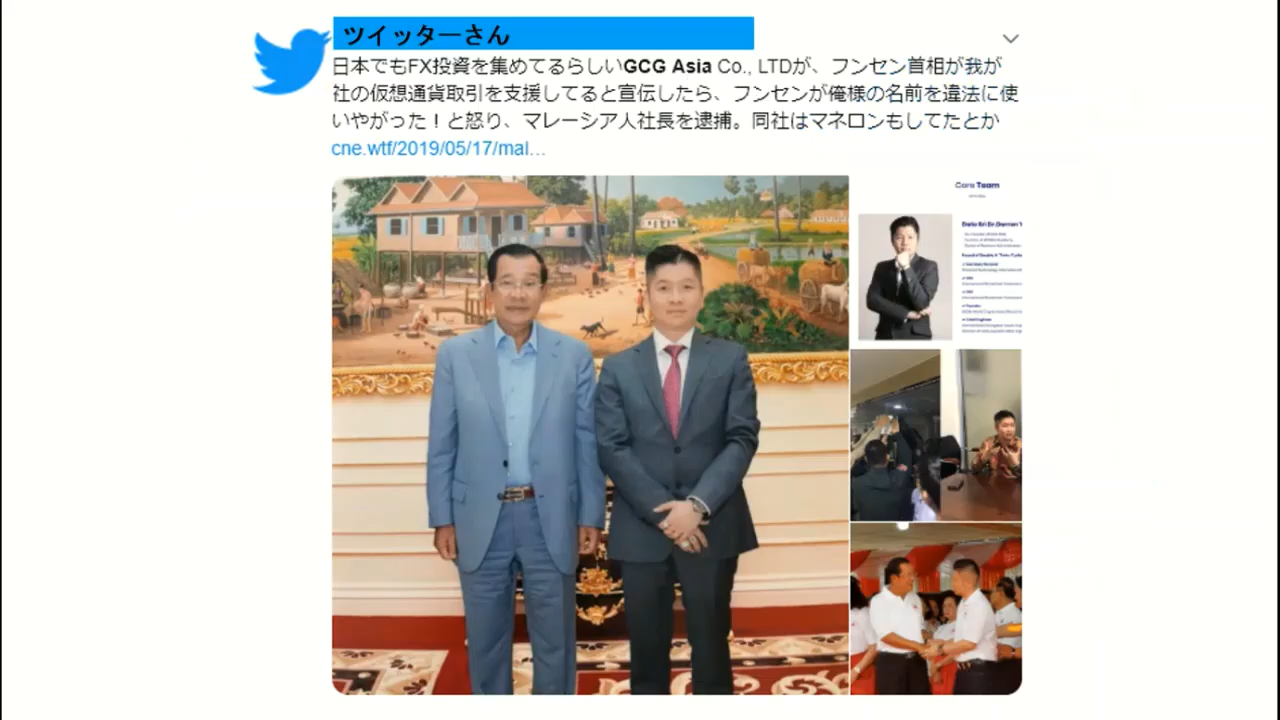 ツイッターさん
日本でもFX投資を集めてるらしいGCG Asia Co., LTDが、フンセン首相が我が
社の仮想通貨取引を支援してると宣伝したら、フンセンが俺様の名前を違法に使
いやがった！と怒り、マレーシア人社長を逮捕。同社はマネロンもしてたとか
cne.wtf/2019/05/17/mal…
Core Team